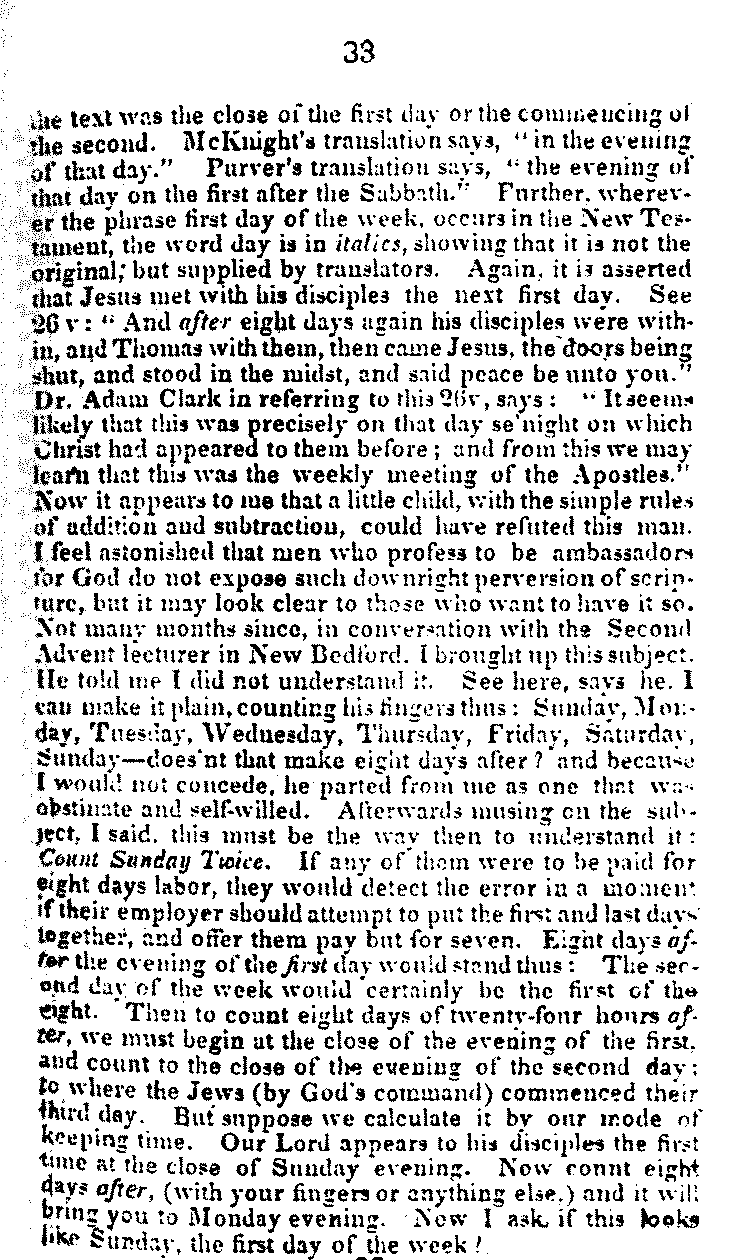 33
the text was the close of the first day or the commencing of
the second. McKnight's translation says, "in the evening
of that day." Purver's translation says, "the evening of
that day on the first after the Sabbath." Further, wherev-
er the phrase first day of the week, occurs in the New Tes-
tament, the word day is in italics, showing that it is not the
original; but supplied by translators. Again, it is asserted
that Jesus met with his disciples the next first day. See
26 v: "And after eight days again his disciples were with-
in, and Thomas with them, then came Jesus, the doors being
shut, and stood in the midst, and said peace be unto you."
Dr. Adam Clark in referring to this 26v, says: "It seems
likely that this was precisely on that day se'night on which
Christ had appeared to them before; and from this we may
learn that this was the weekly meeting of the Apostles."
Now it appears to me that a little child, with the simple rules
of addition and subtraction, could have refuted this man.
I feel astonished that men who profess to be ambassadors
for God do not expose such downright perversion of scrip-
ture, but it may look clear to those who want to have it so.
Not many months since, in conversation with the Second
Advent lecturer in New Bedford, I brought up this subject.
He told me I did not understand it. See here, says he, I
can make it plain, counting his fingers thus: Sunday, Mon-
day, Tuesday, Wednesday, Thursday, Friday, Saturday,
Sunday—does'nt that make eight days after? and because
I would not concede, he parted from me as one that was
obstinate and self-willed. Afterwards musing on the sub-
ject, I said, this must be the way then to understand it:
Count Sunday Twice. If any of them were to be paid for
eight days labor, they would detect the error in a moment
if their employer should attempt to put the first and last days
together, and offer them pay but for seven. Eight days af-
ter the evening of the first day would stand thus: The sec-
ond day of the week would certainly be the first of the
eight. Then to count eight days of twenty-four hours af-
ter, we must begin at the close of the evening of the first,
and count to the close of the evening of the second day;
to where the Jews (by God's command) commenced their
third day. But suppose we calculate it by our mode of
keeping time. Our Lord appears to his disciples the first
time at the close of Sunday evening. Now count eight
days after, (with your fingers or anything else,) and it will
bring you to Monday evening. Now I ask, if this looks
like Sunday, the first day of the week?